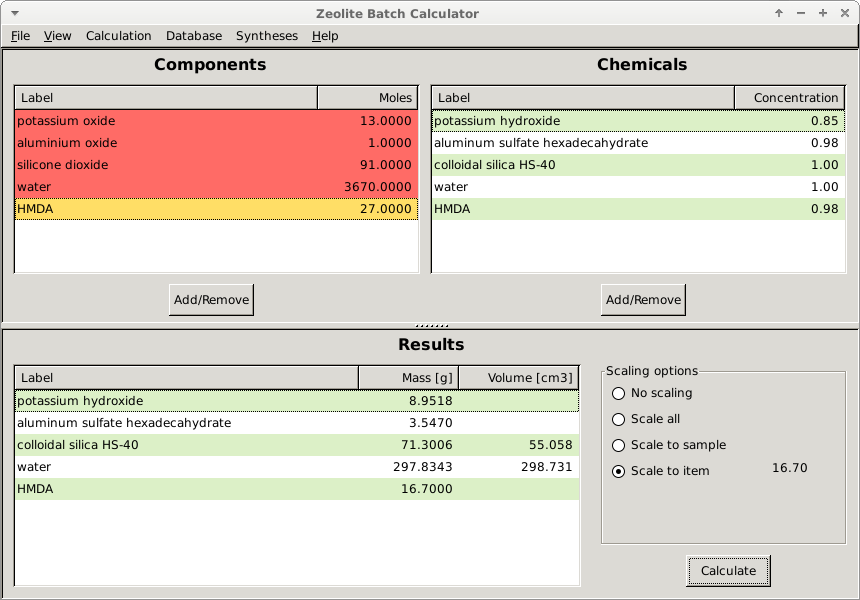 Zeolite Batch Calculator
File View Calculation Database Syntheses Help
Components
Label Moles
potassium oxide 13.0000
aluminium oxide 1.0000
silicone dioxide 91.0000
water 3670.0000
HMDA 27.0000
Add/Remove
Chemicals
Label Concentration
potassium hydroxide 0.85
aluminum sulfate hexadecahydrate 0.98
colloidal silica HS-40 1.00
water 1.00
HMDA 0.98
Add/Remove
Results
Label Mass [g] Volume [cm3]
potassium hydroxide 8.9518
aluminum sulfate hexadecahydrate 3.5470
colloidal silica HS-40 71.3006 55.058
water 297.8343 298.731
HMDA 16.7000
Scaling options
No scaling
Scale all
Scale to sample
Scale to item 16.70
Calculate